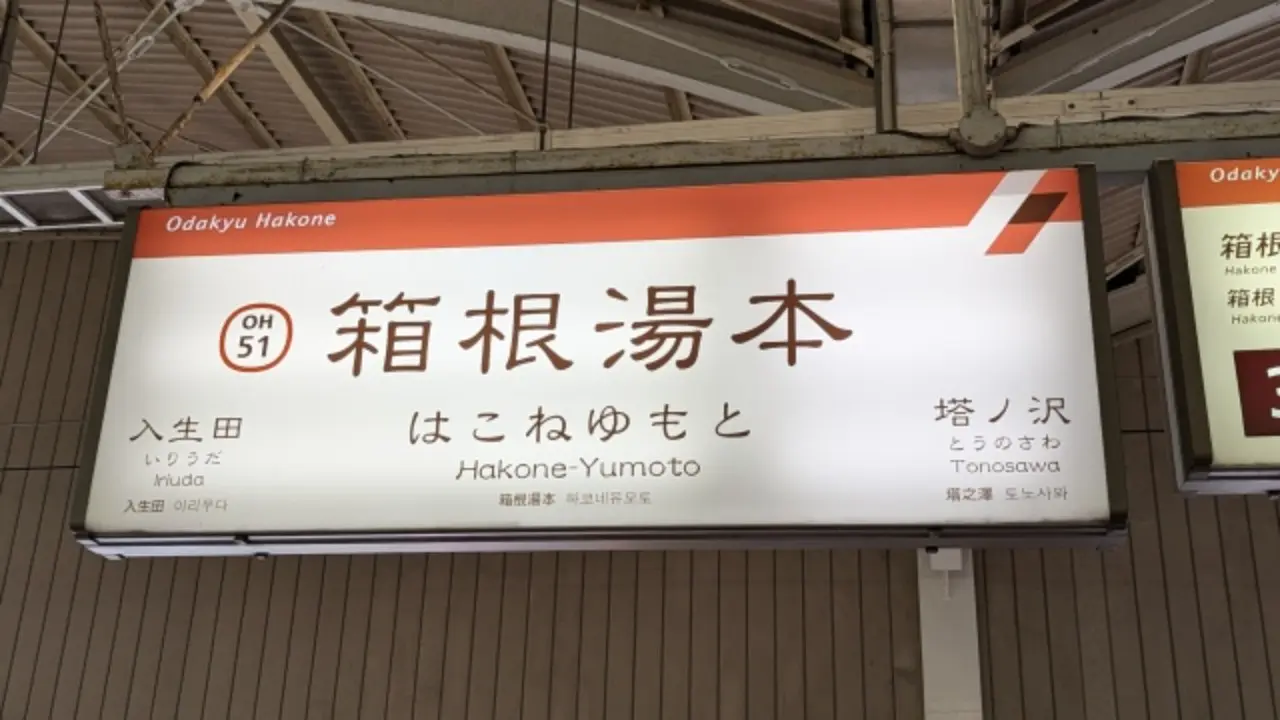 Odakyu Hakone
OH
51
箱根湯本
はこねゆもと
Hakone-Yumoto
箱根湯本 하코네유모토
入生田
いりうだ
Iriuda
入生田 이리우다
塔ノ沢
とうのさわ
Tonosawa
塔之澤 토노사와
Odaky
箱根
Hakone
箱根
Hakone